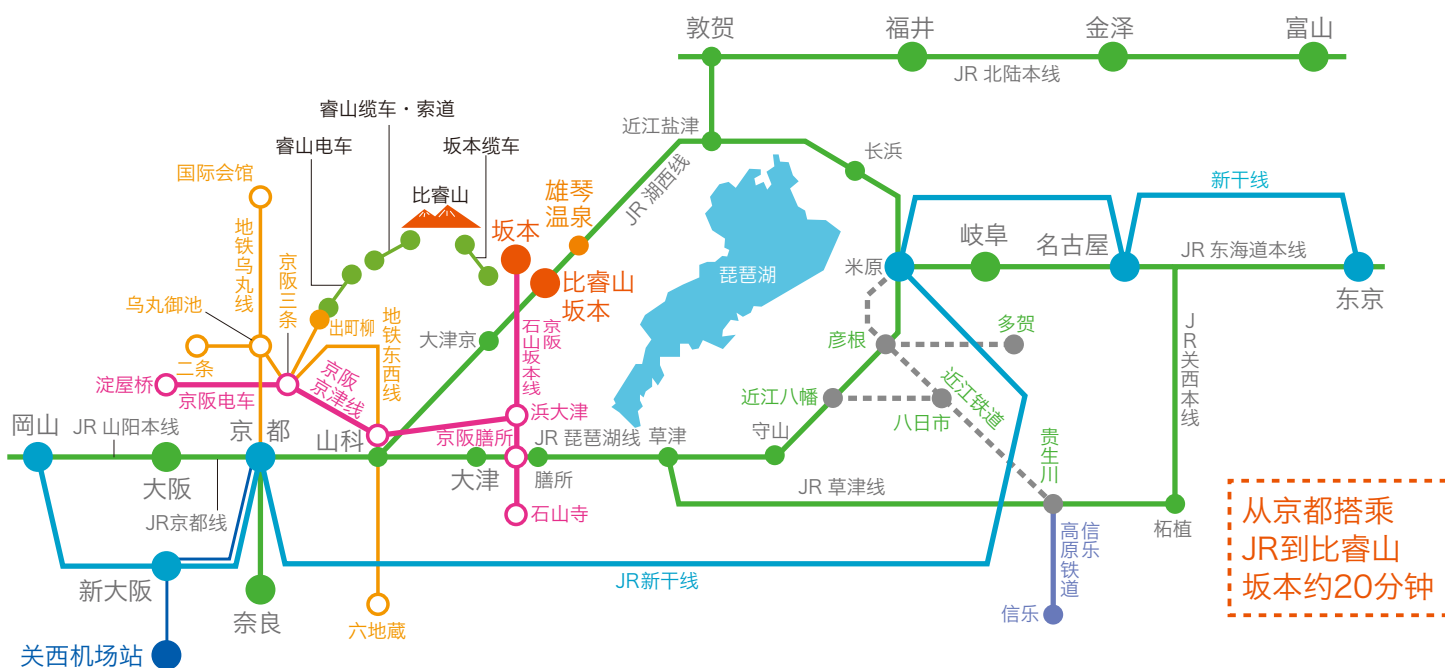 敦贺
福井
金泽
富山
JR 北陆本线
睿山缆车・索道
近江盐津
睿山电车
坂本缆车
长浜
国际会馆
比睿山
雄琴
温泉
JR 湖西线
新干线
地铁乌丸线
坂本
岐阜
名古屋
JR 东海道本线
京阪三条
琵琶湖
米原
比睿山
坂本
东京
乌丸御池
出町柳
地铁东西线
大津京
京阪
石山坂本线
多贺
彦根
JR关西本线
二条
淀屋桥
京阪电车
京阪
京津线
近江八幡
近江铁道
八日市
浜大津
岡山
JR 山阳本线
京都
山科
京阪膳所
JR 琵琶湖线
草津
守山
贵生川
大阪
大津
膳所
JR 草津线
JR京都线
石山寺
柘植
信乐
高原铁道
新大阪
JR新干线
奈良
六地蔵
信乐
关西机场站
从京都搭乘
JR到比睿山
坂本约20分钟